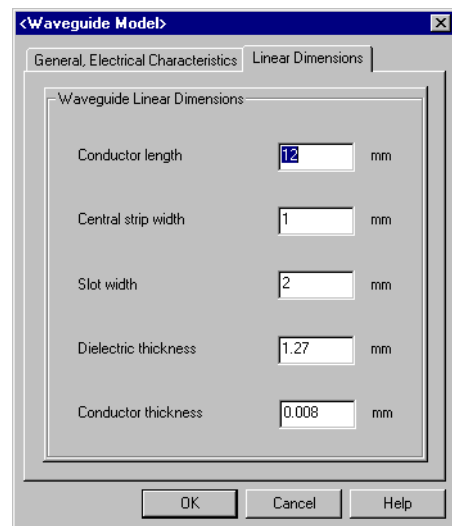 <Waveguide Model>
General, Electrical Characteristics Linear Dimensions
Waveguide Linear Dimensions
Conductor length 12 mm
Central strip width 1 mm
Slot width 2 mm
Dielectric thickness 1.27 mm
Conductor thickness 0.008 mm
OK Cancel Help